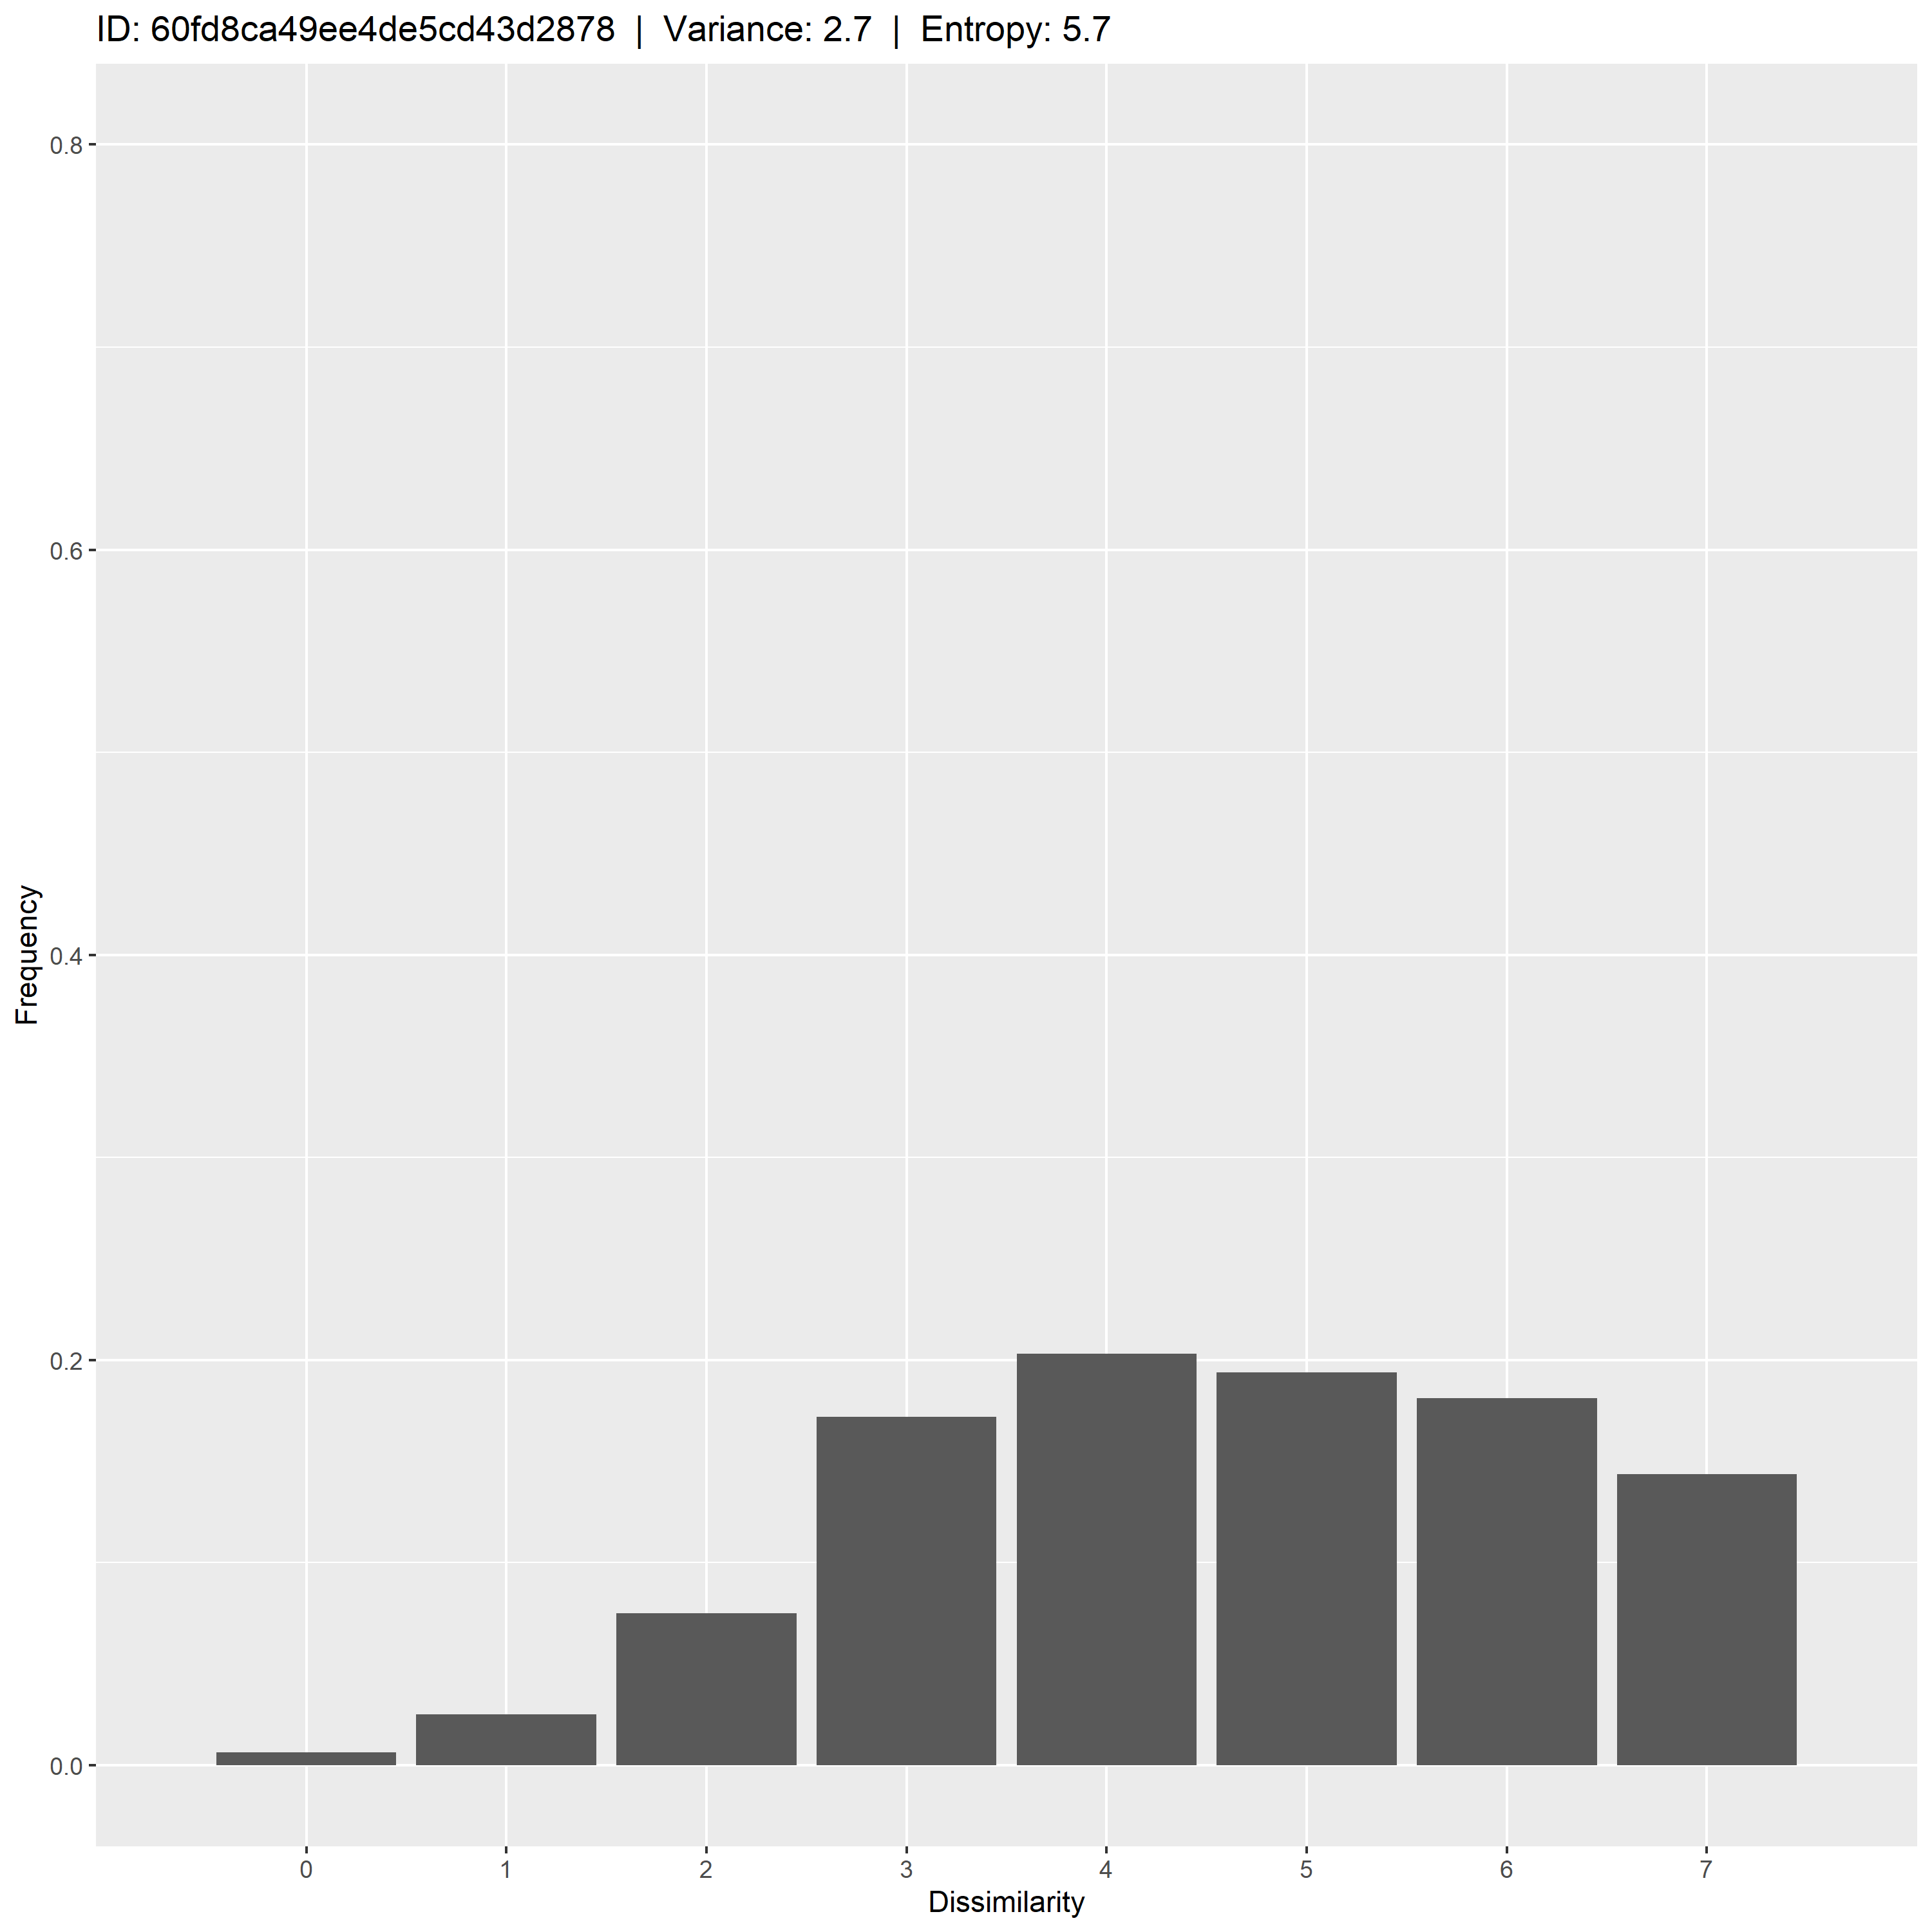 ID: 60fd8ca49ee4de5cd43d2878 | Variance: 2.7 | Entropy: 5.7
0.8
0.6
0.4
0.2
0.0
Frequency
0 1 2 3 4 5 6 7
Dissimilarity